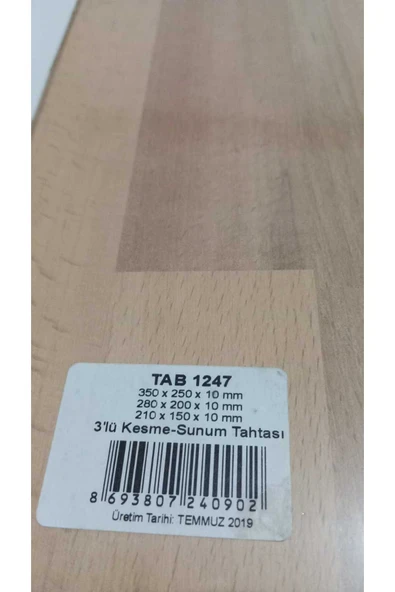 TAB 1247
350 x 250 x 10 mm
280 x 200 x 10 mm
210 x 150 x 10 mm
3'lü Kesme-Sunum Tahtası
8 693807 240902
Üretim Tarihi: TEMMUZ 2019